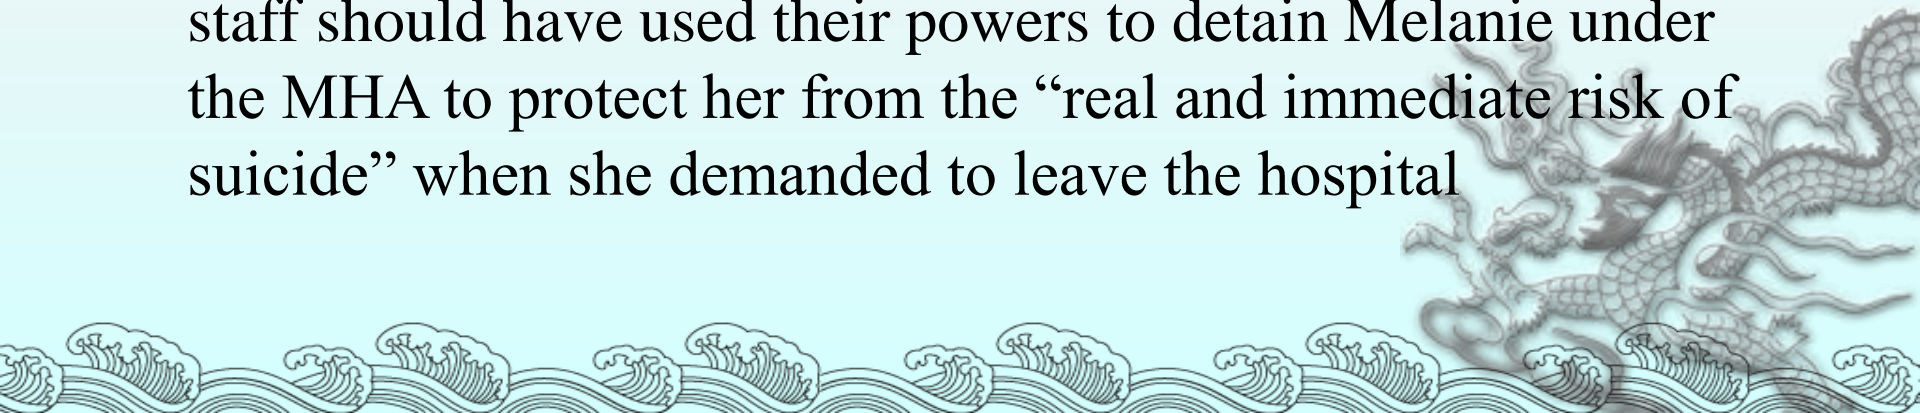 staff should have used their powers to detain Melanie under
the MHA to protect her from the “real and immediate risk of
suicide” when she demanded to leave the hospital